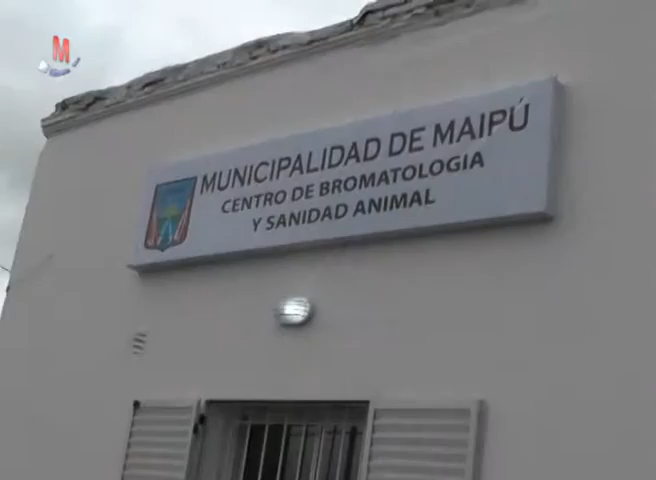 M
MUNICIPALIDAD DE MAIPÚ
CENTRO DE BROMATOLOGIA
Y SANIDAD ANIMAL